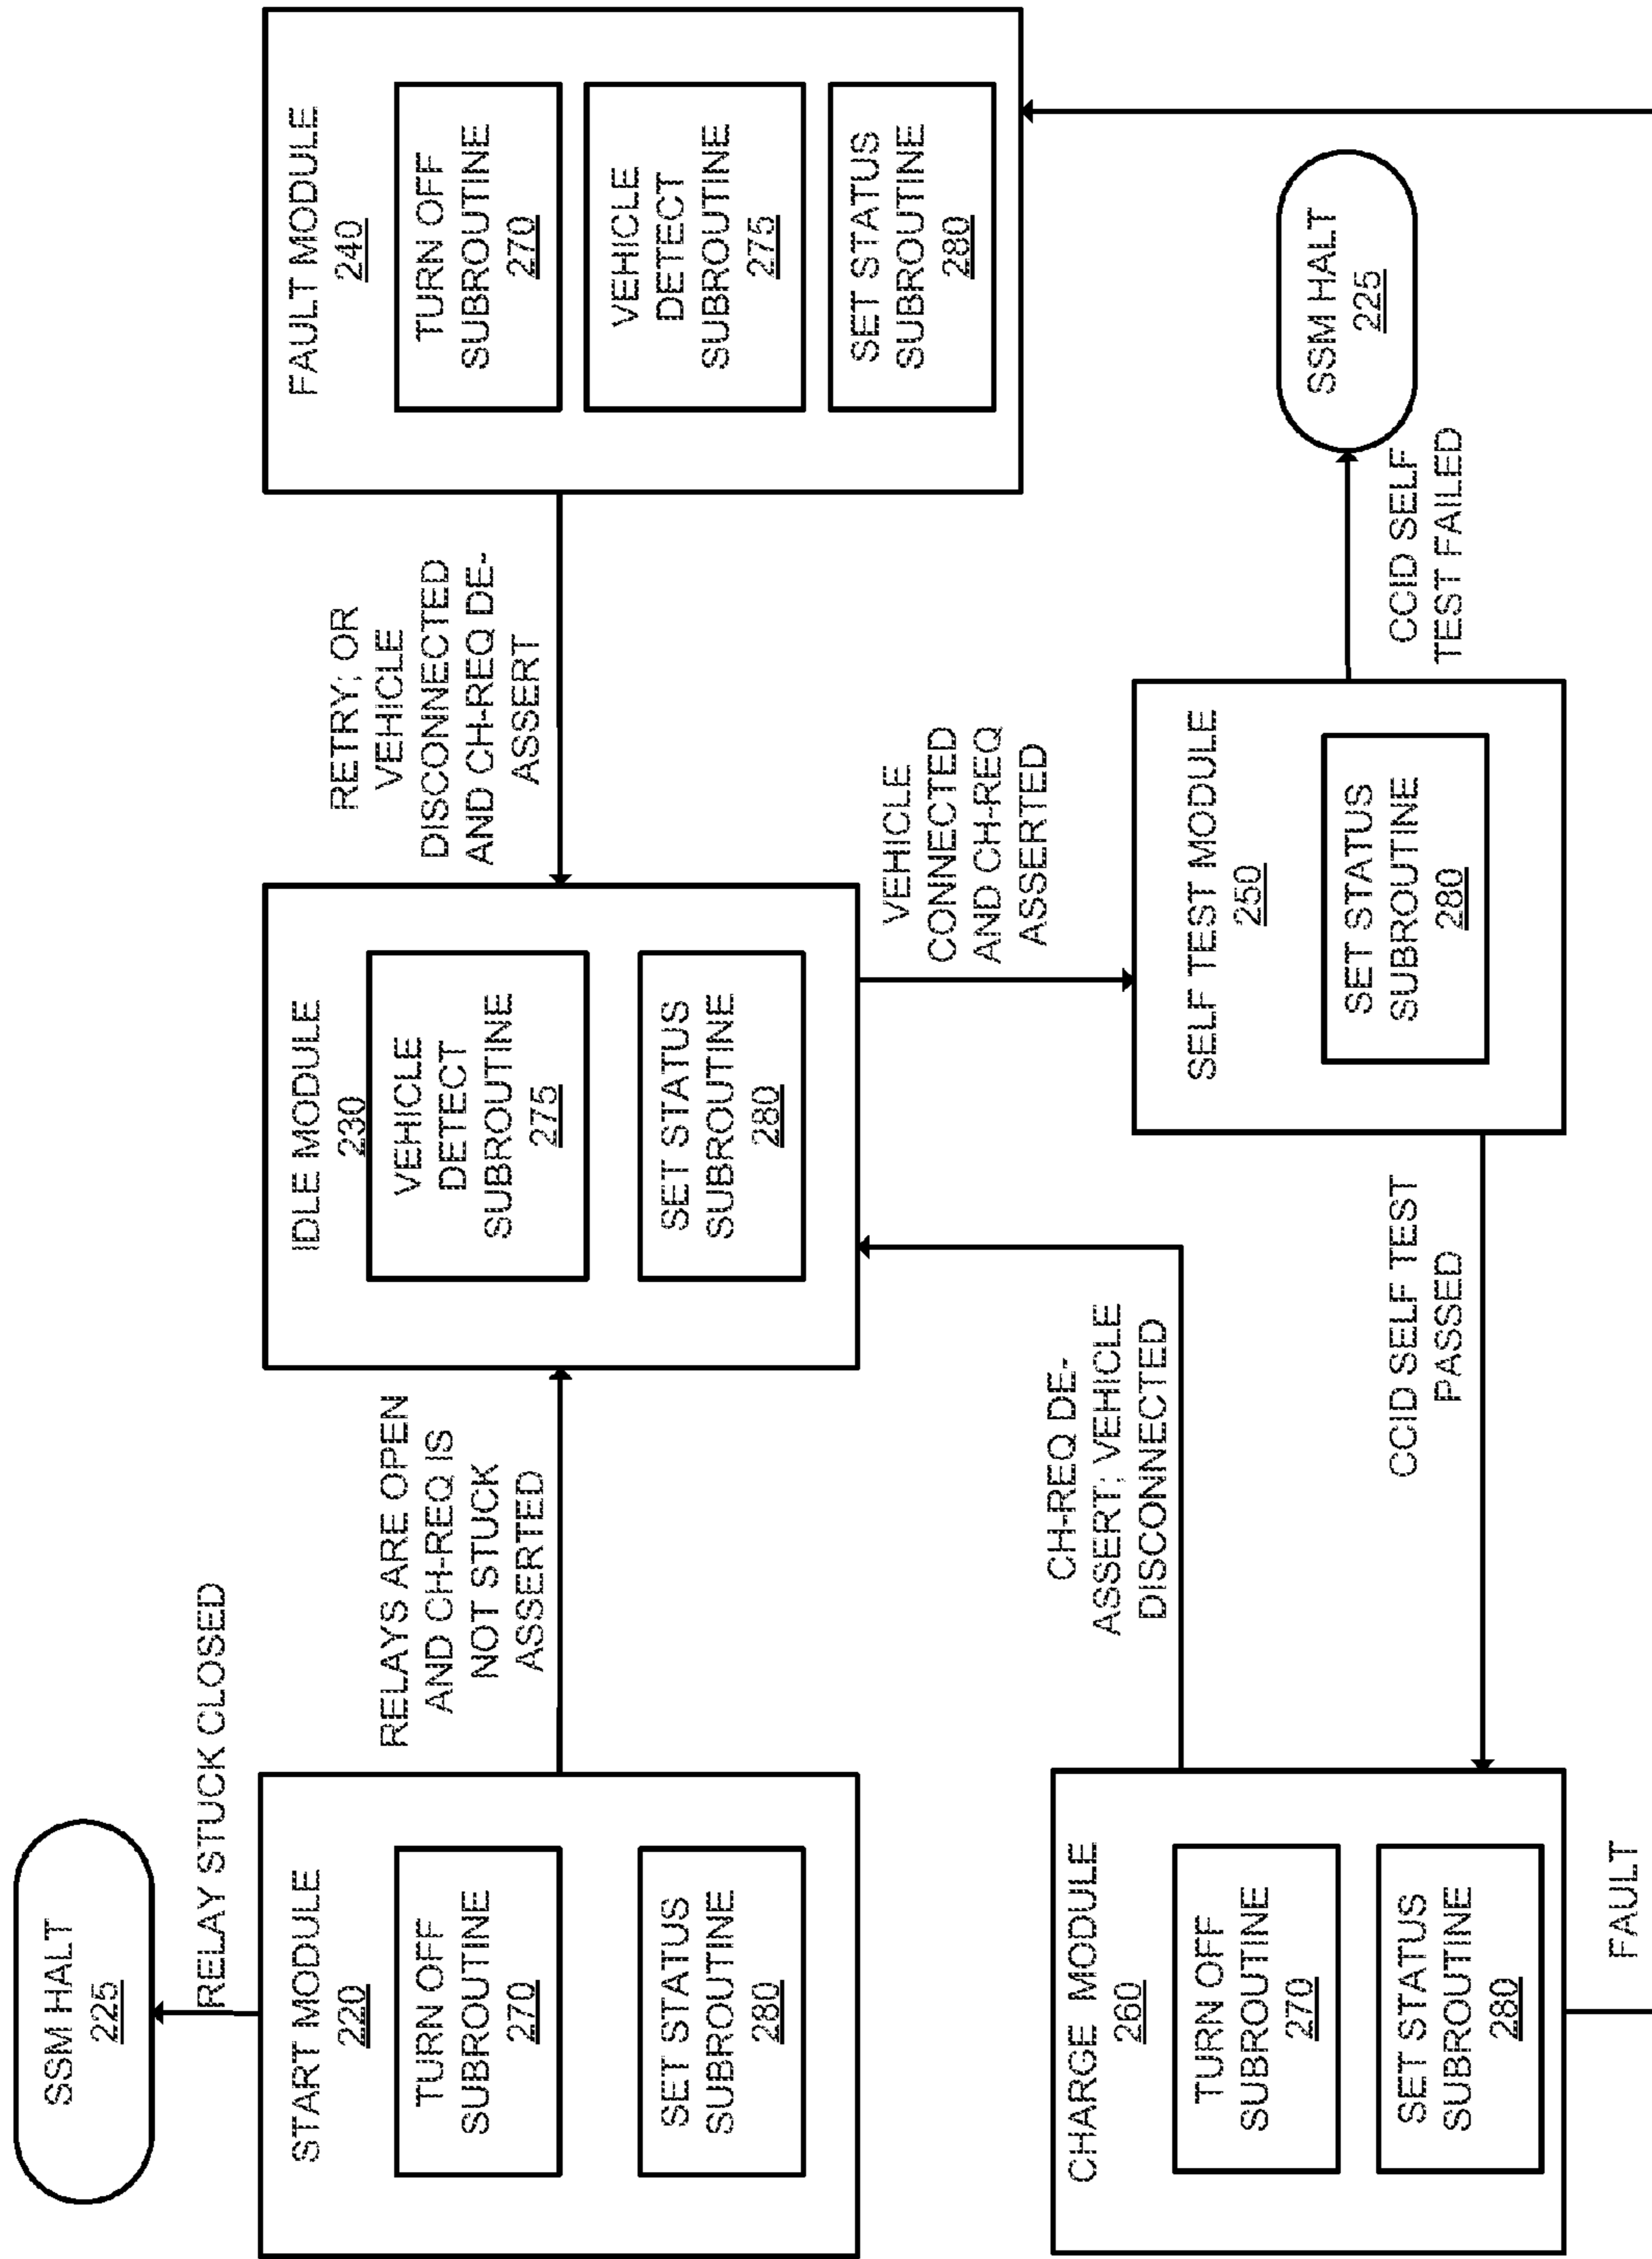 SSM HALT
225
RELAY STUCK CLOSED
START MODULE
220
TURN OFF
SUBROUTINE
270
SET STATUS
SUBROUTINE
280
RELAYS ARE OPEN
AND CH-REQ IS
NOT STUCK
ASSERTED
IDLE MODULE
230
VEHICLE
DETECT
SUBROUTINE
275
SET STATUS
SUBROUTINE
280
RETRY; OR
VEHICLE
DISCONNECTED
AND CH-REQ DE-
ASSERT
FAULT MODULE
240
TURN OFF
SUBROUTINE
270
VEHICLE
DETECT
SUBROUTINE
275
SET STATUS
SUBROUTINE
280
CHARGE MODULE
260
TURN OFF
SUBROUTINE
270
SET STATUS
SUBROUTINE
280
CH-REQ DE-
ASSERT; VEHICLE
DISCONNECTED
VEHICLE
CONNECTED
AND CH-REQ
ASSERTED
CCID SELF TEST
PASSED
SELF TEST MODULE
250
SET STATUS
SUBROUTINE
280
CCID SELF
TEST FAILED
SSM HALT
225
FAULT